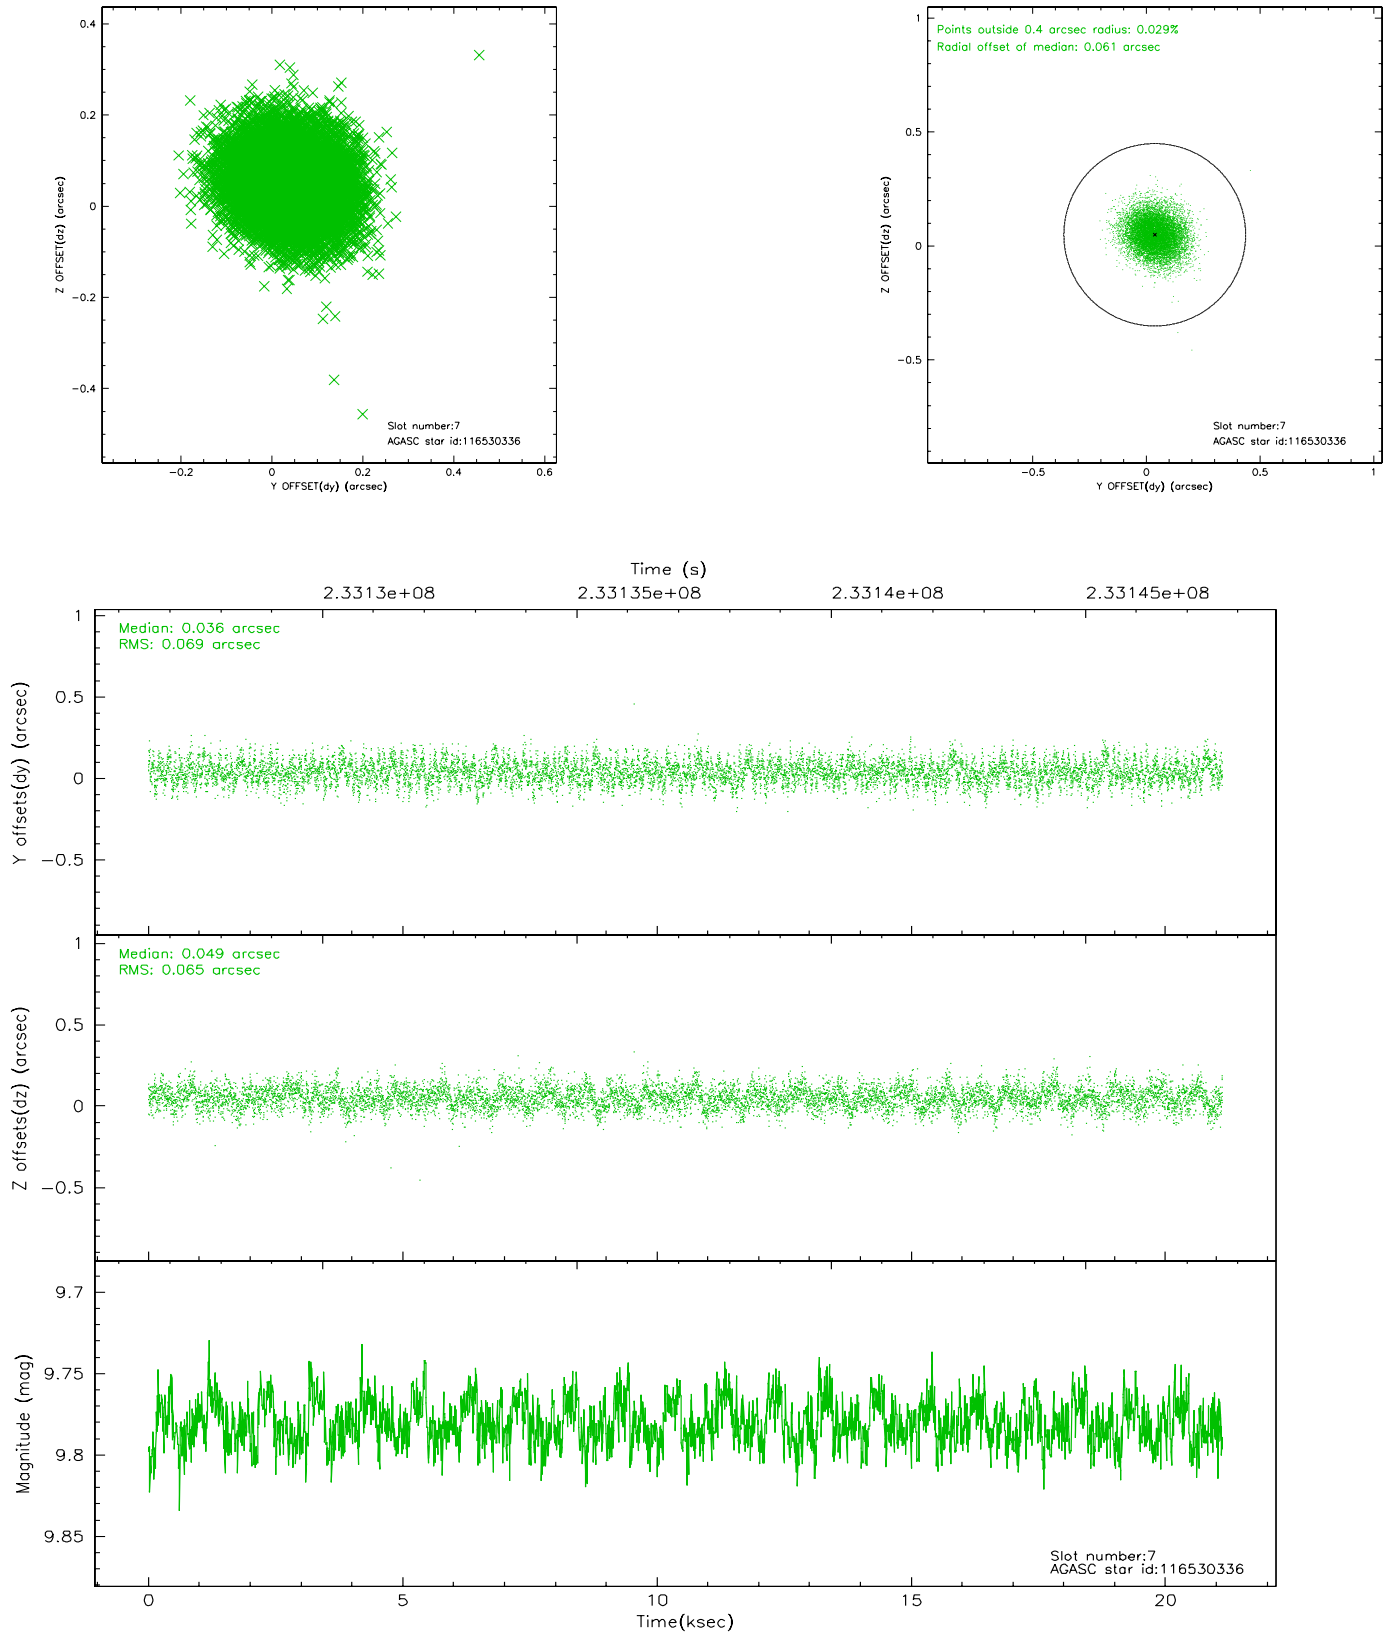 0.4
0.2
0
−0.2
−0.4
Z OFFSET(dz) (arcsec)
Slot number:7
AGASC star id:116530336
−0.2 0 0.2 0.4 0.6
Y OFFSET(dy) (arcsec)
Points outside 0.4 arcsec radius: 0.029%
Radial offset of median: 0.061 arcsec
1
0.5
0
−0.5
Z OFFSET(dz) (arcsec)
Slot number:7
AGASC star id:116530336
−0.5 0 0.5 1
Y OFFSET(dy) (arcsec)
Time (s)
2.3313e+08 2.33135e+08 2.3314e+08 2.33145e+08
Median: 0.036 arcsec
RMS: 0.069 arcsec
1
0.5
0
−0.5
Y offsets(dy) (arcsec)
Median: 0.049 arcsec
RMS: 0.065 arcsec
1
0.5
0
−0.5
Z offsets(dz) (arcsec)
9.7
9.75
9.8
9.85
Magnitude (mag)
Slot number:7
AGASC star id:116530336
0 5 10 15 20
Time(ksec)